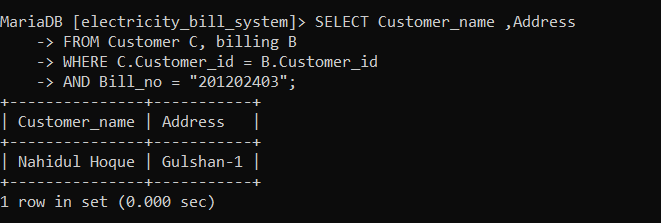 MariaDB [electricity_bill_system]> SELECT Customer_name ,Address
    -> FROM Customer C, billing B
    -> WHERE C.Customer_id = B.Customer_id
    -> AND Bill_no = "201202403";
+---------------+-----------+
| Customer_name | Address   |
+---------------+-----------+
| Nahidul Hoque | Gulshan-1 |
+---------------+-----------+
1 row in set (0.000 sec)